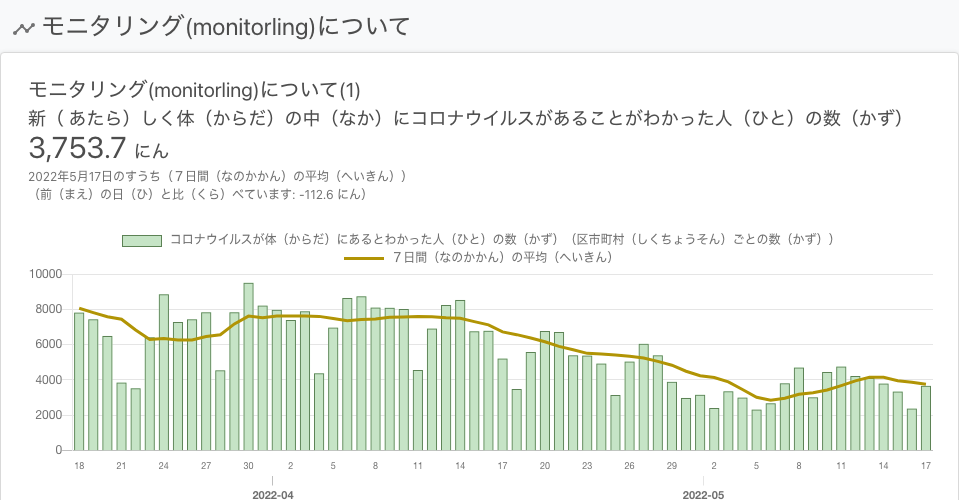 モニタリング(monitorling)について
モニタリング(monitorling)について(1)
新（ あたら）しく体（からだ）の中（なか）にコロナウイルスがあることがわかった人（ひと）の数（かず）
3,753.7 にん
2022年5月17日のすうち（７日間（なのかかん）の平均（へいきん））
（前（まえ）の日（ひ）と比（くら）べています: -112.6 にん）
コロナウイルスが体（からだ）にあるとわかった人（ひと）の数（かず）（区市町村（しくちょうそん）ごとの数（かず））
７日間（なのかかん）の平均（へいきん）
10000
8000
6000
4000
2000
0
18 21 24 27 30 2 5 8 11 14 17 20 23 26 29 2 5 8 11 14 17
2022-04 2022-05